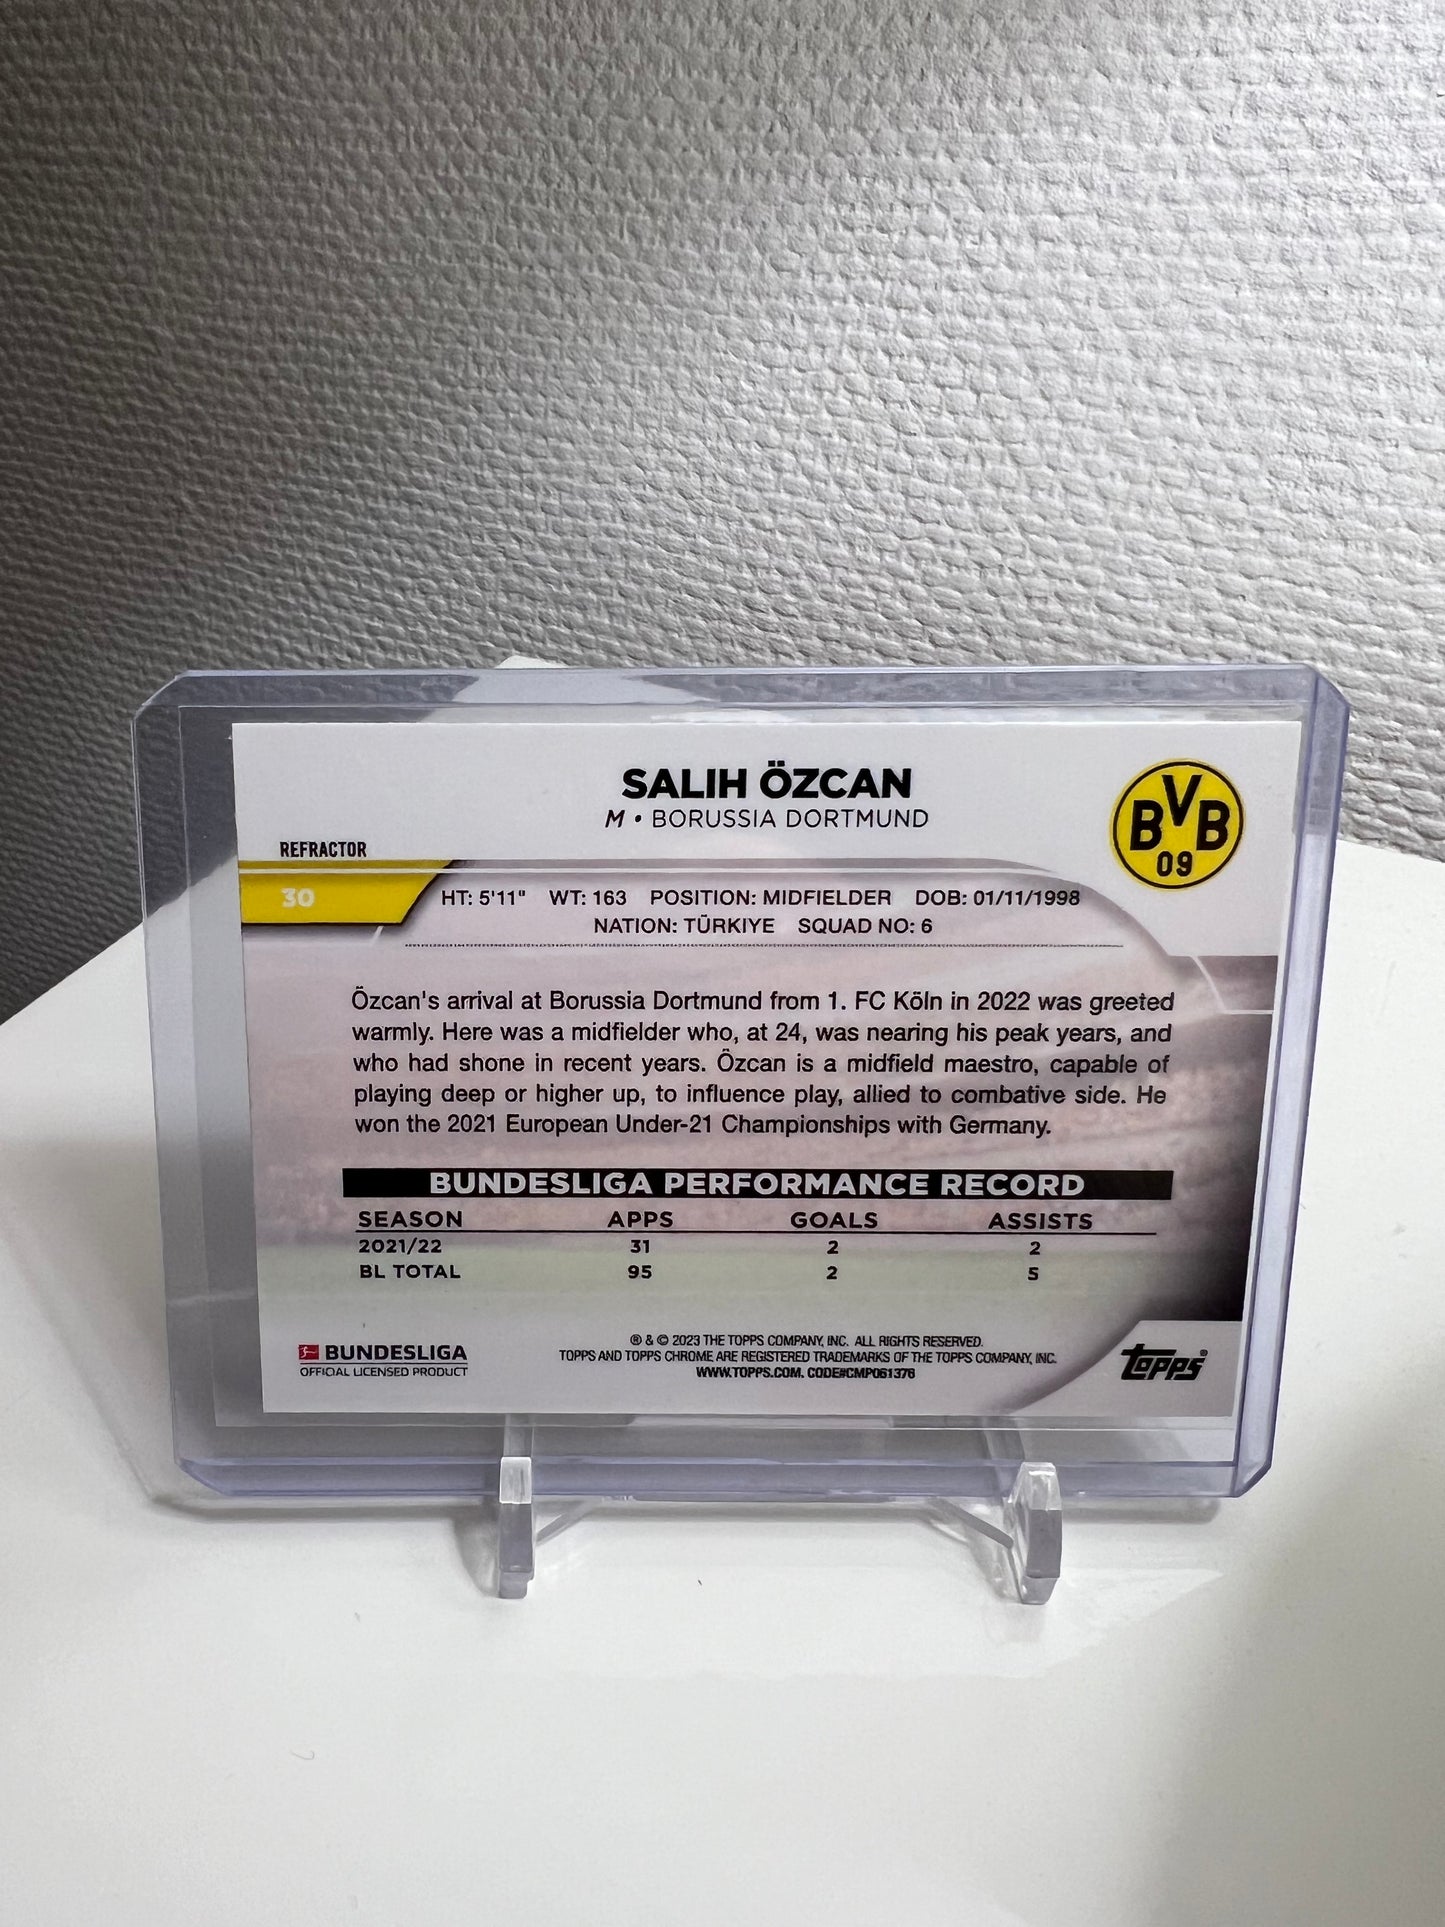 SALIH ÖZCAN
M • BORUSSIA DORTMUND
BVB
09
REFRACTOR
30
HT: 5'11" WT: 163 POSITION: MIDFIELDER DOB: 01/11/1998
NATION: TÜRKIYE SQUAD NO: 6
Özcan's arrival at Borussia Dortmund from 1. FC Köln in 2022 was greeted
warmly. Here was a midfielder who, at 24, was nearing his peak years, and
who had shone in recent years. Özcan is a midfield maestro, capable of
playing deep or higher up, to influence play, allied to combative side. He
won the 2021 European Under-21 Championships with Germany.
BUNDESLIGA PERFORMANCE RECORD
SEASON APPS GOALS ASSISTS
2021/22 31 2 2
BL TOTAL 95 2 5
BUNDESLIGA
OFFICIAL LICENSED PRODUCT
® & © 2023 THE TOPPS COMPANY, INC. ALL RIGHTS RESERVED.
TOPPS AND TOPPS CHROME ARE REGISTERED TRADEMARKS OF THE TOPPS COMPANY, INC.
WWW.TOPPS.COM. CODE#CMP061376
topps®